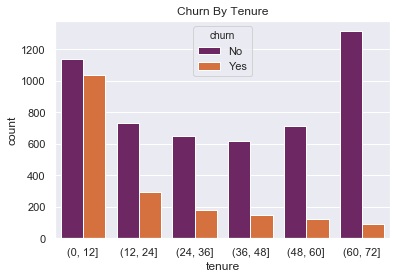 Churn By Tenure
churn
No
Yes
1200
1000
800
600
400
200
0
count
(0, 12]
(12, 24]
(24, 36]
(36, 48]
(48, 60]
(60, 72]
tenure